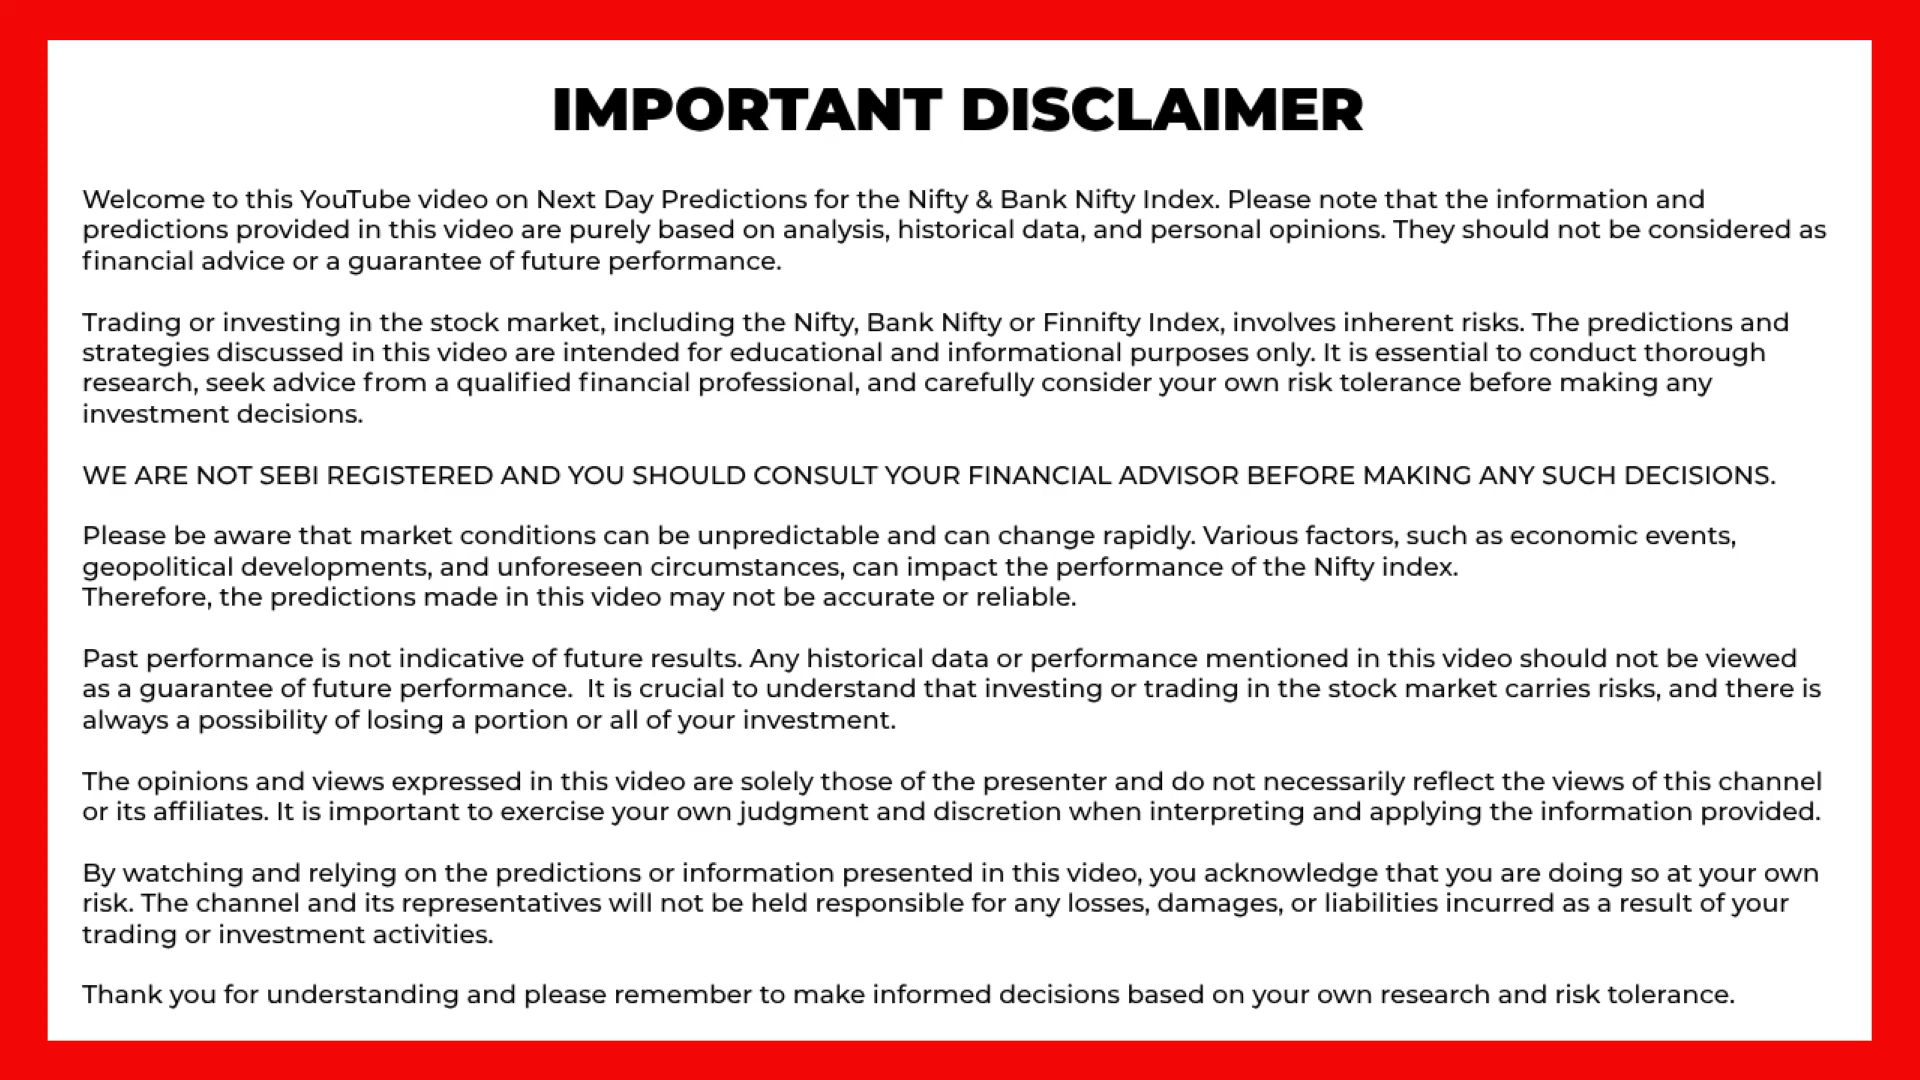 IMPORTANT DISCLAIMER
Welcome to this YouTube video on Next Day Predictions for the Nifty & Bank Nifty Index. Please note that the information and
predictions provided in this video are purely based on analysis, historical data, and personal opinions. They should not be considered as
financial advice or a guarantee of future performance.
Trading or investing in the stock market, including the Nifty, Bank Nifty or Finnifty Index, involves inherent risks. The predictions and
strategies discussed in this video are intended for educational and informational purposes only. It is essential to conduct thorough
research, seek advice from a qualified financial professional, and carefully consider your own risk tolerance before making any
investment decisions.
WE ARE NOT SEBI REGISTERED AND YOU SHOULD CONSULT YOUR FINANCIAL ADVISOR BEFORE MAKING ANY SUCH DECISIONS.
Please be aware that market conditions can be unpredictable and can change rapidly. Various factors, such as economic events,
geopolitical developments, and unforeseen circumstances, can impact the performance of the Nifty index.
Therefore, the predictions made in this video may not be accurate or reliable.
Past performance is not indicative of future results. Any historical data or performance mentioned in this video should not be viewed
as a guarantee of future performance.  It is crucial to understand that investing or trading in the stock market carries risks, and there is
always a possibility of losing a portion or all of your investment.
The opinions and views expressed in this video are solely those of the presenter and do not necessarily reflect the views of this channel
or its affiliates. It is important to exercise your own judgment and discretion when interpreting and applying the information provided.
By watching and relying on the predictions or information presented in this video, you acknowledge that you are doing so at your own
risk. The channel and its representatives will not be held responsible for any losses, damages, or liabilities incurred as a result of your
trading or investment activities.
Thank you for understanding and please remember to make informed decisions based on your own research and risk tolerance.